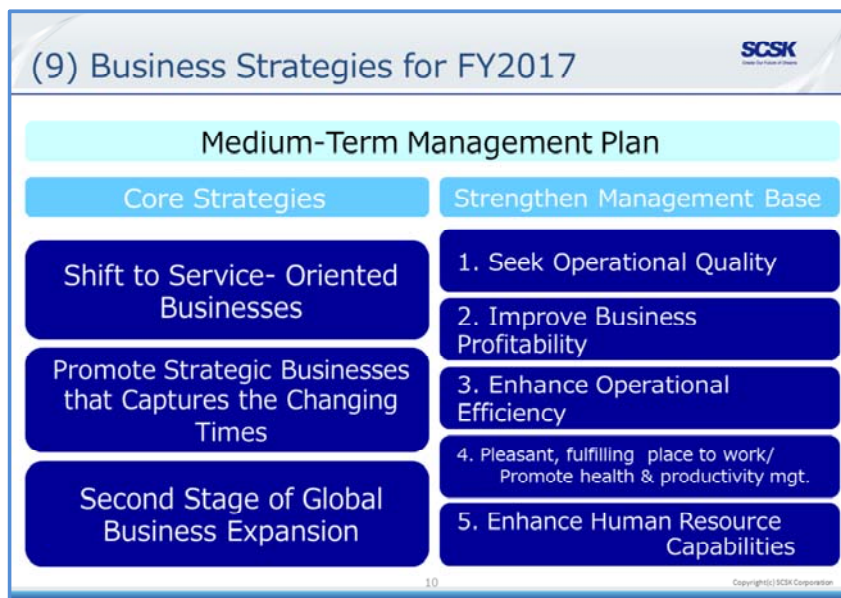 (9) Business Strategies for FY2017
SCSK
Medium-Term Management Plan
Core Strategies
Shift to Service- Oriented
Businesses
Promote Strategic Businesses
that Captures the Changing
Times
Second Stage of Global
Business Expansion
Strengthen Management Base
1. Seek Operational Quality
2. Improve Business
Profitability
3. Enhance Operational
Efficiency
4. Pleasant, fulfilling place to work/
Promote health & productivity mgt.
5. Enhance Human Resource
Capabilities
10
Copyright(c) SCSK Corporation